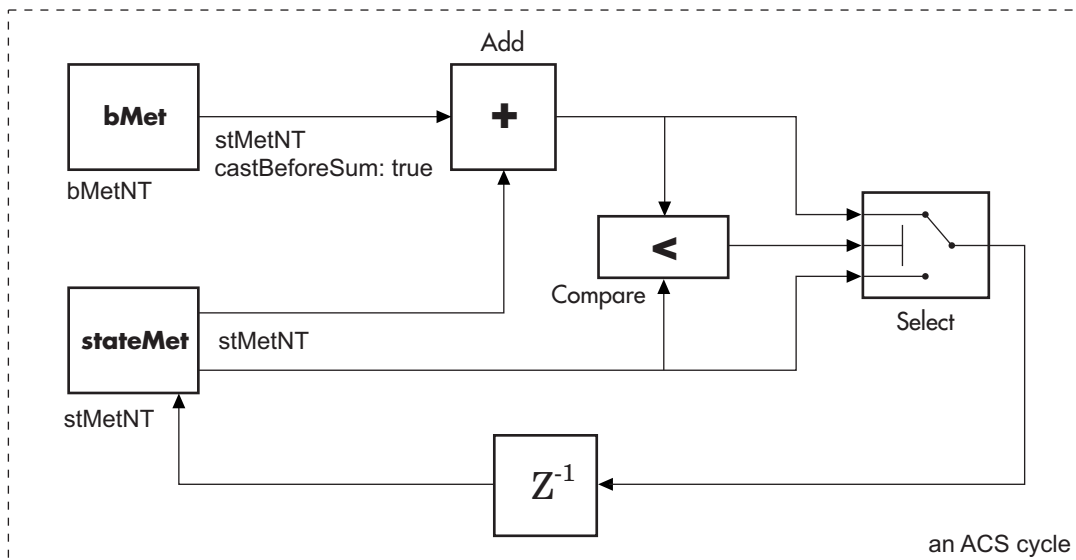 Add
bMet
+
stMetNT
castBeforeSum: true
bMetNT
<
Compare
Select
stateMet
stMetNT
stMetNT
Z-1
an ACS cycle